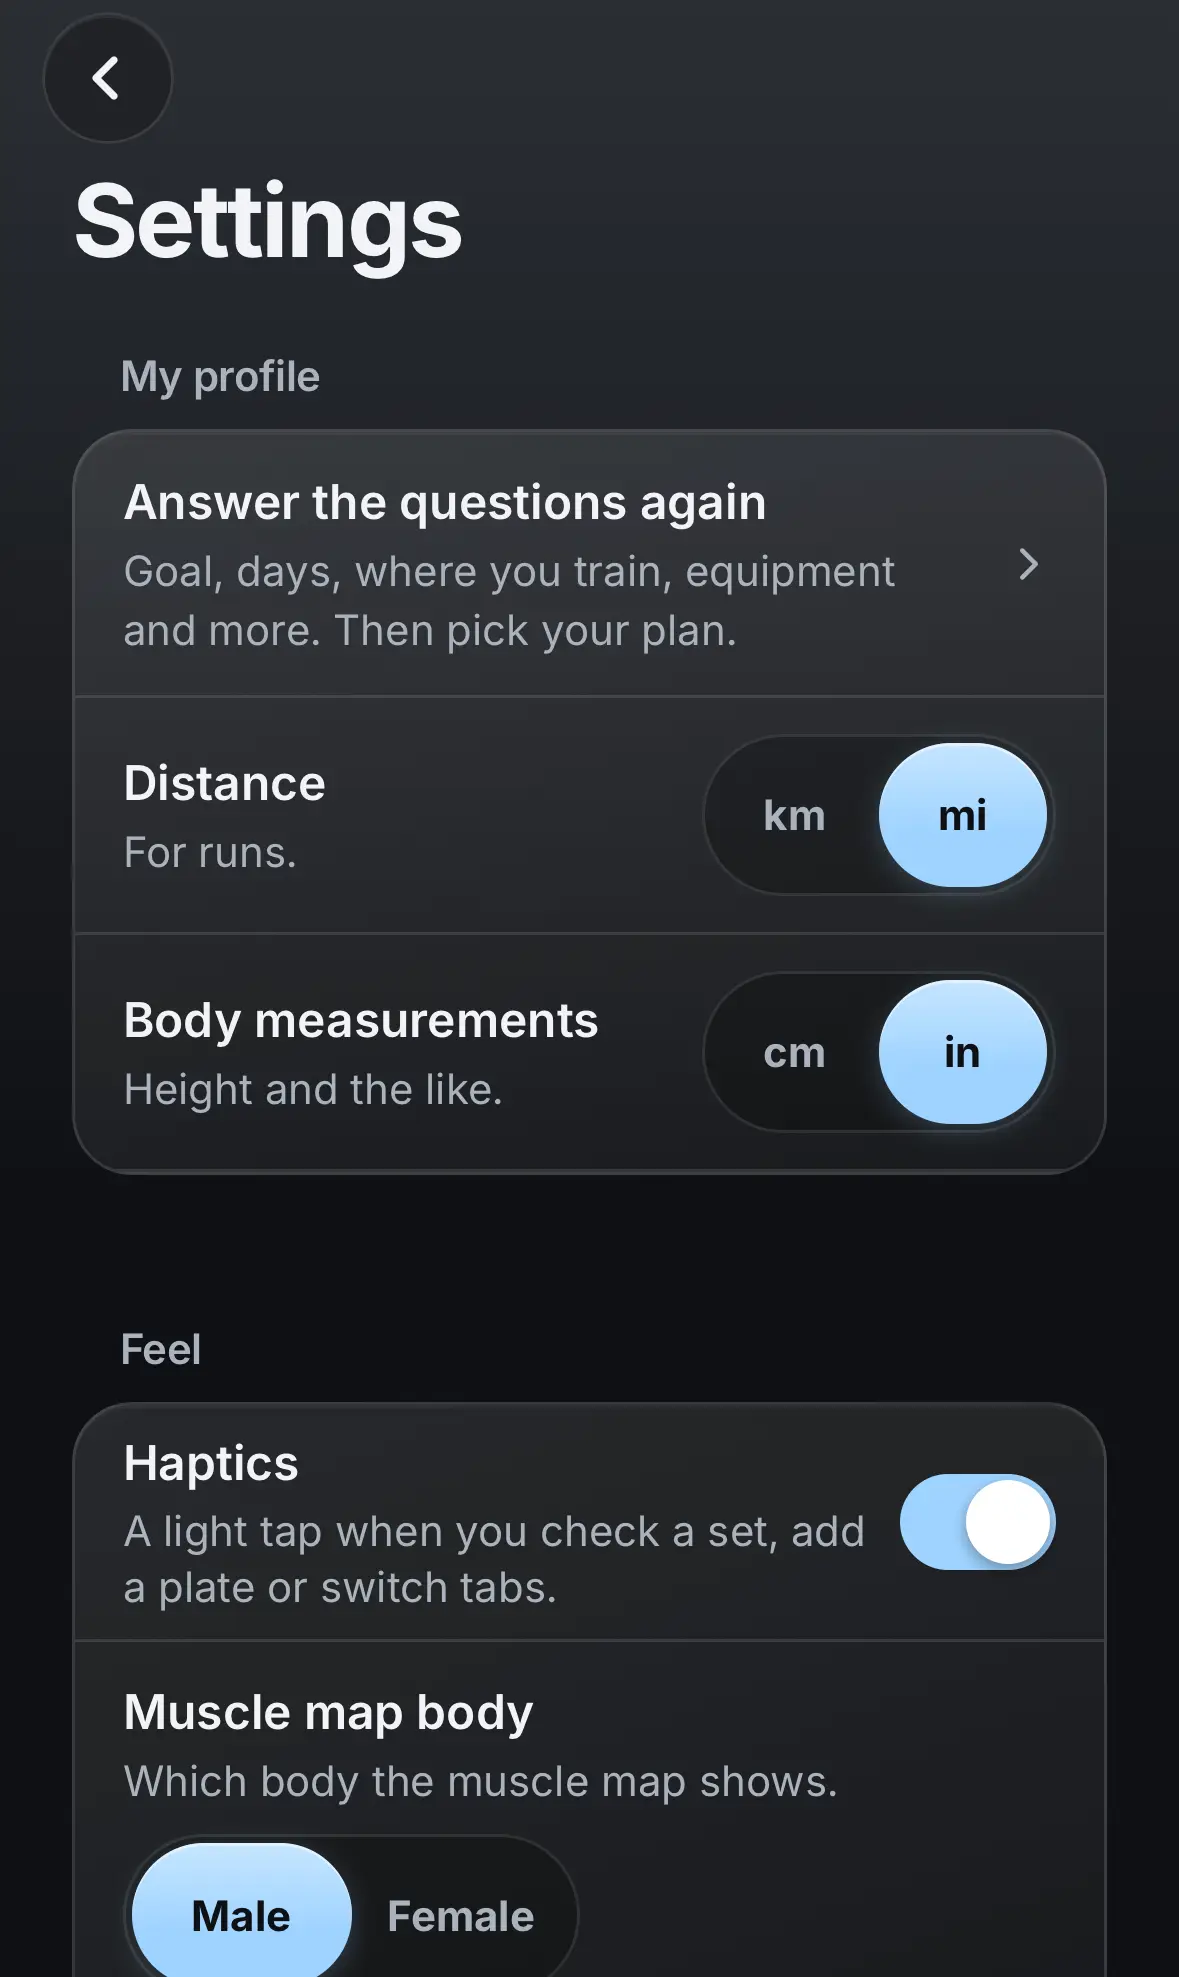 Settings
My profile
Answer the questions again
Goal, days, where you train, equipment
and more. Then pick your plan.
Distance
For runs.
km
mi
Body measurements
Height and the like.
cm
in
Feel
Haptics
A light tap when you check a set, add
a plate or switch tabs.
Muscle map body
Which body the muscle map shows.
Male
Female